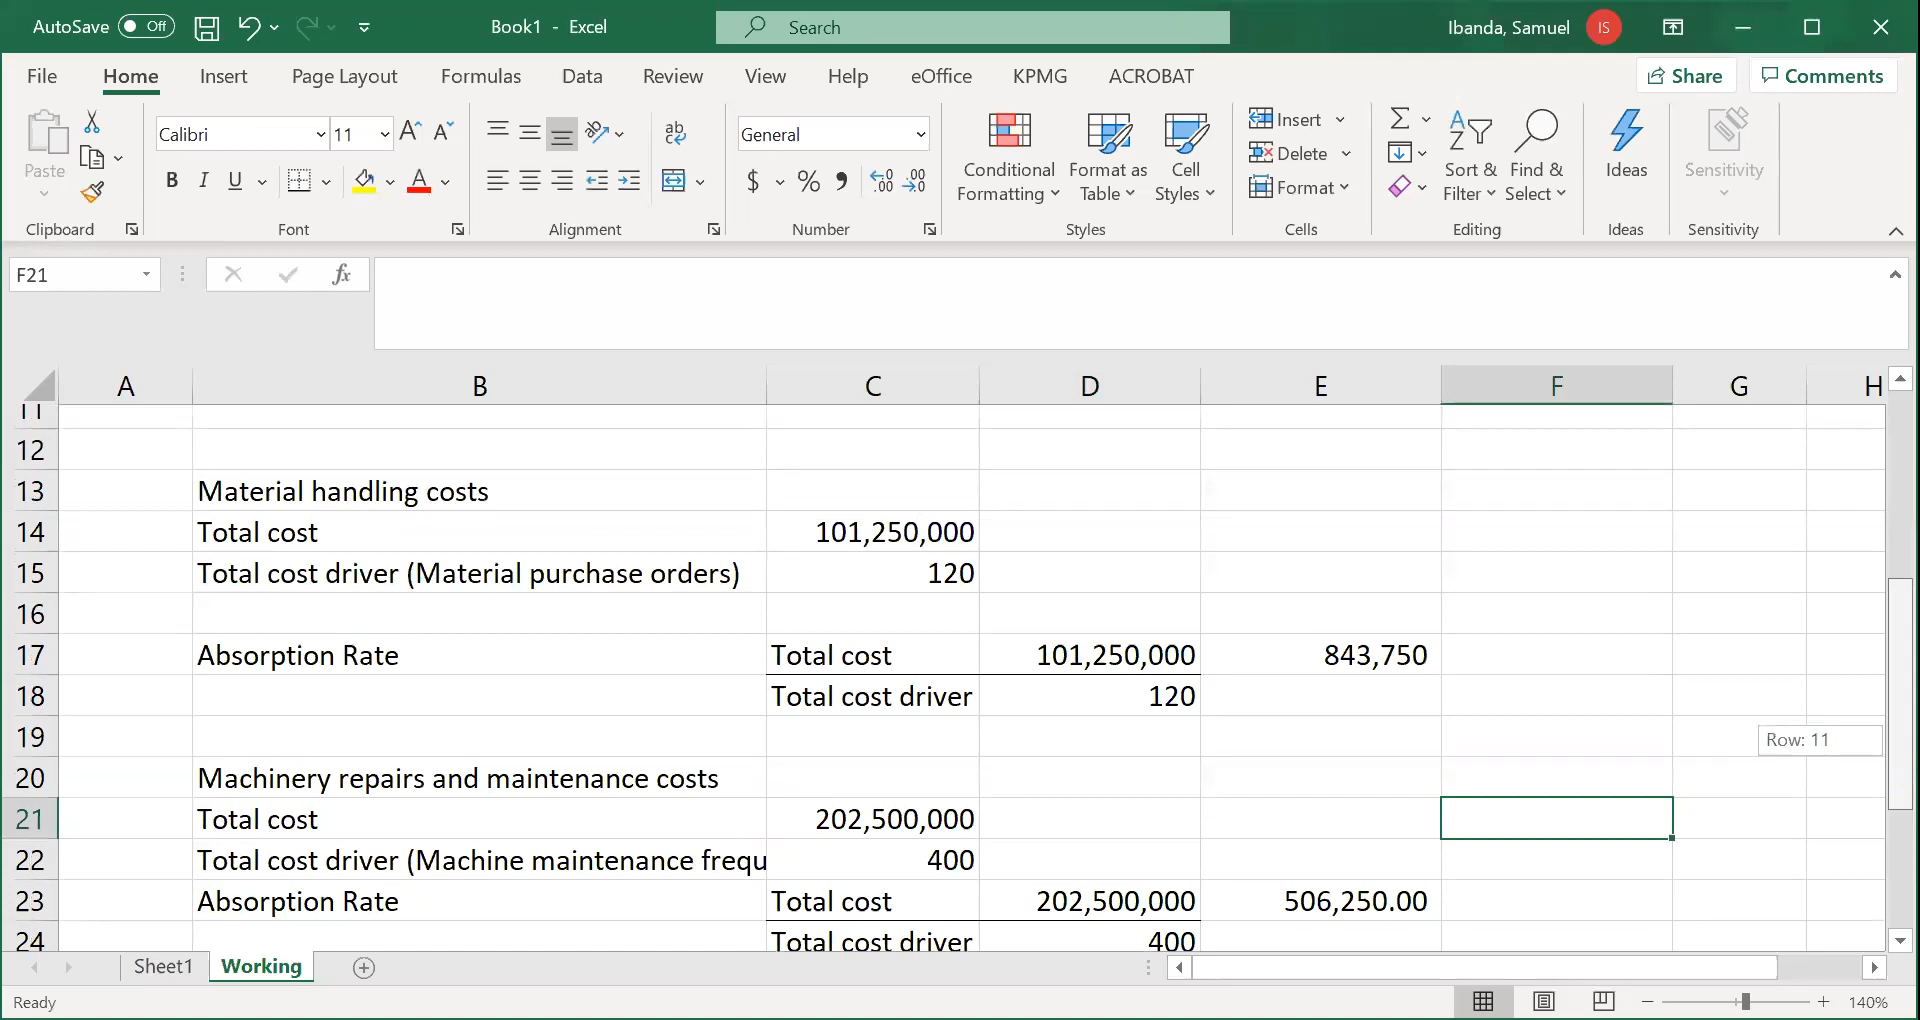 AutoSave Off Book1 - Excel Search Ibanda, Samuel IS
File Home Insert Page Layout Formulas Data Review View Help eOffice KPMG ACROBAT Share Comments
Calibri 11 General
Paste Conditional Formatting Format as Table Cell Styles Insert Delete Format Sort & Filter Find & Select Ideas Sensitivity
Clipboard Font Alignment Number Styles Cells Editing Ideas Sensitivity
F21 fx
A B C D E F G H
11
12
13 Material handling costs
14 Total cost 101,250,000
15 Total cost driver (Material purchase orders) 120
16
17 Absorption Rate Total cost 101,250,000 843,750
18 Total cost driver 120
19 Row: 11
20 Machinery repairs and maintenance costs
21 Total cost 202,500,000
22 Total cost driver (Machine maintenance frequ 400
23 Absorption Rate Total cost 202,500,000 506,250.00
24 Total cost driver 400
Sheet1 Working
Ready 140%